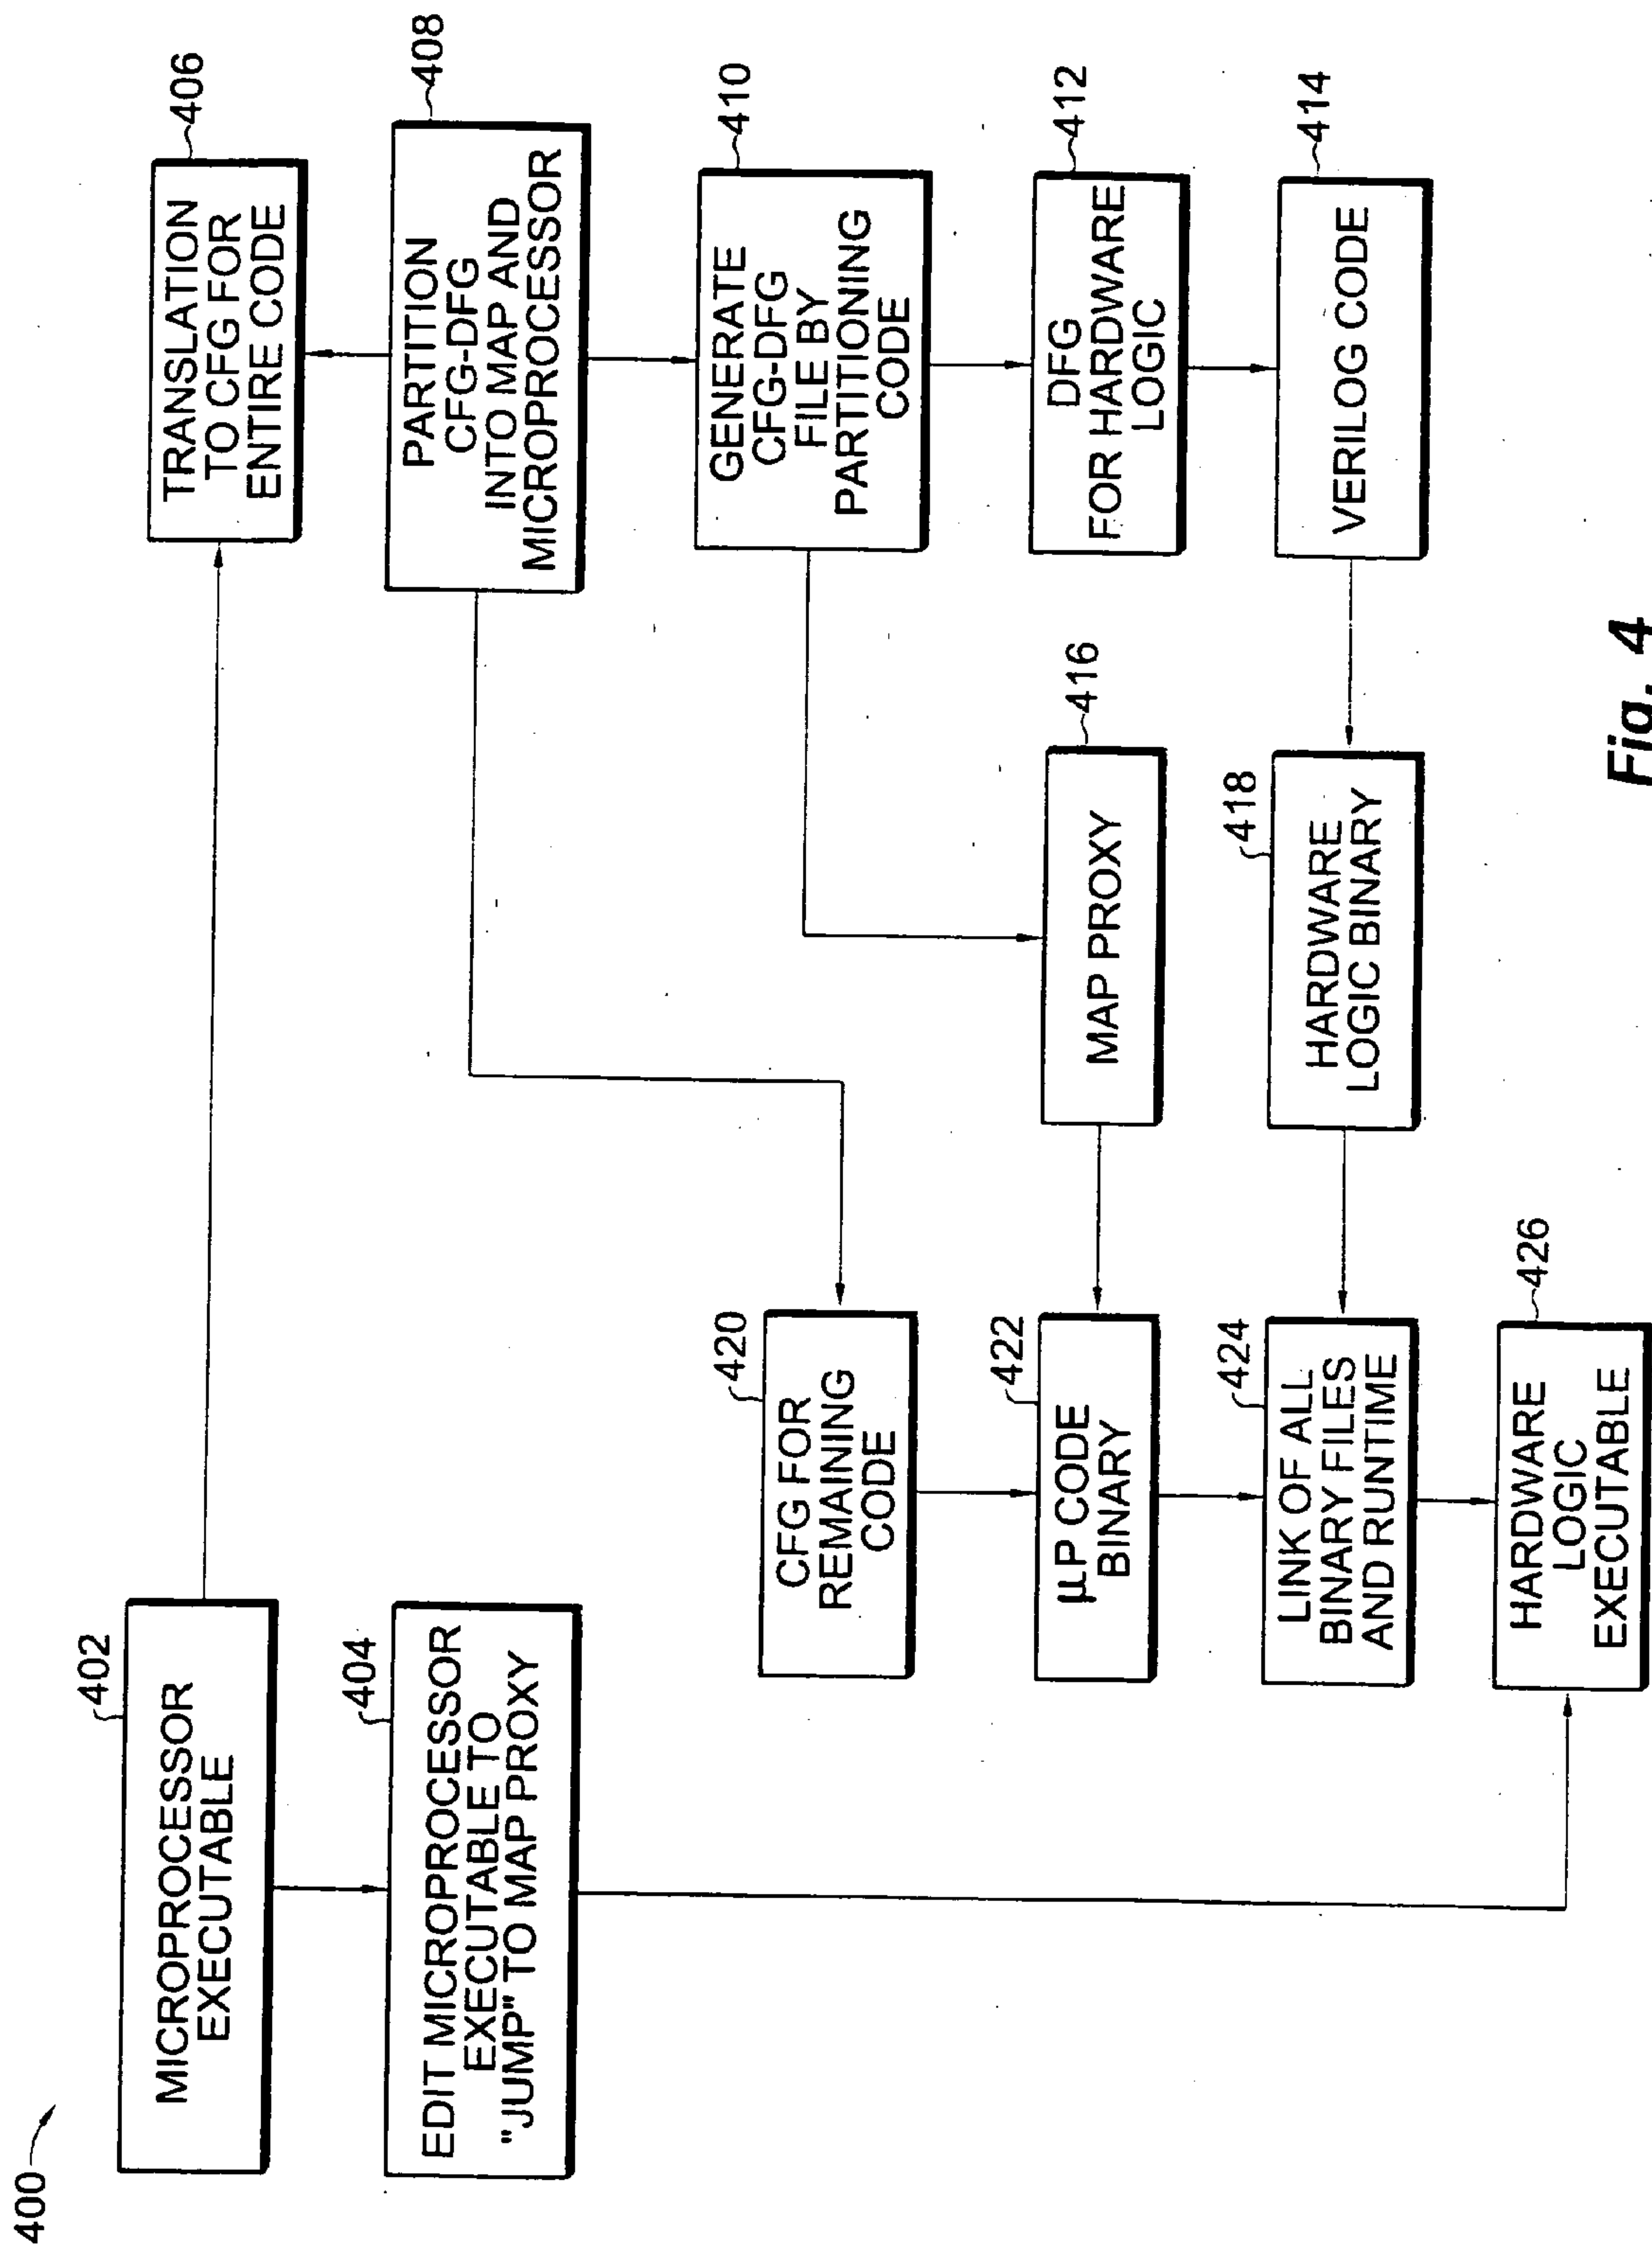 400
402
MICROPROCESSOR
EXECUTABLE
404
EDIT MICROPROCESSOR
EXECUTABLE TO
"JUMP" TO MAP PROXY
406
TRANSLATION
TO CFG FOR
ENTIRE CODE
408
PARTITION
CFG-DFG
INTO MAP AND
MICROPROCESSOR
410
GENERATE
CFG-DFG
FILE BY
PARTITIONING
CODE
412
DFG
FOR HARDWARE
LOGIC
414
VERILOG CODE
416
MAP PROXY
418
HARDWARE
LOGIC BINARY
420
CFG FOR
REMAINING
CODE
422
µP CODE
BINARY
424
LINK OF ALL
BINARY FILES
AND RUNTIME
426
HARDWARE
LOGIC
EXECUTABLE
Fig. 4